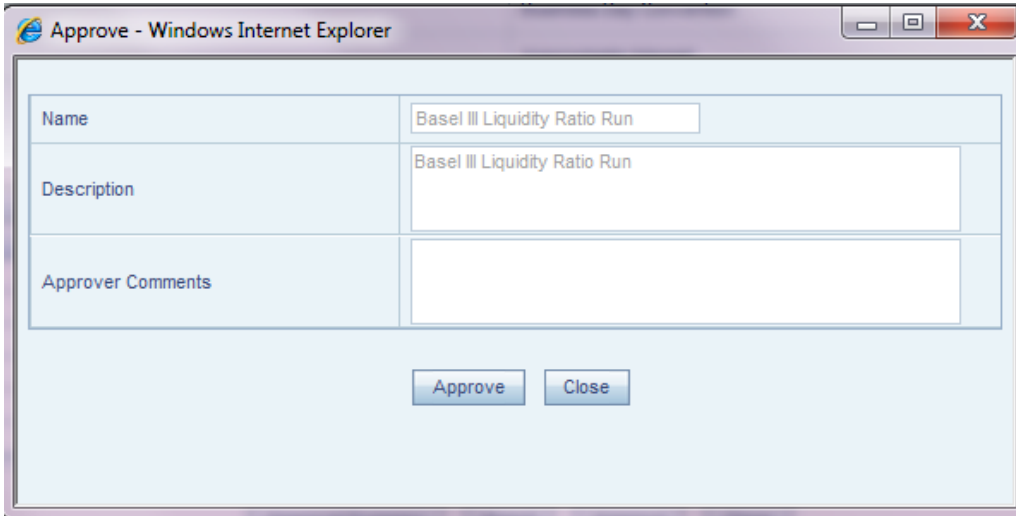 Approve - Windows Internet Explorer
Name
Basel III Liquidity Ratio Run
Description
Basel III Liquidity Ratio Run
Approver Comments
Approve
Close